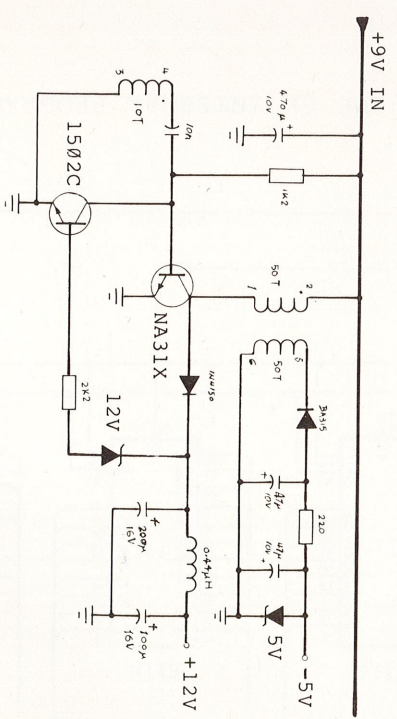 +9V IN
470µ
10V
+
1K2
2
50T
1
5
50T
6
BA315
220
47µ
10V
+
47µ
10V
+
5V
-5V
4
3
10T
10n
NA31X
1N4150
1502C
2K2
12V
+
200µ
16V
0.44µH
+
100µ
16V
+12V